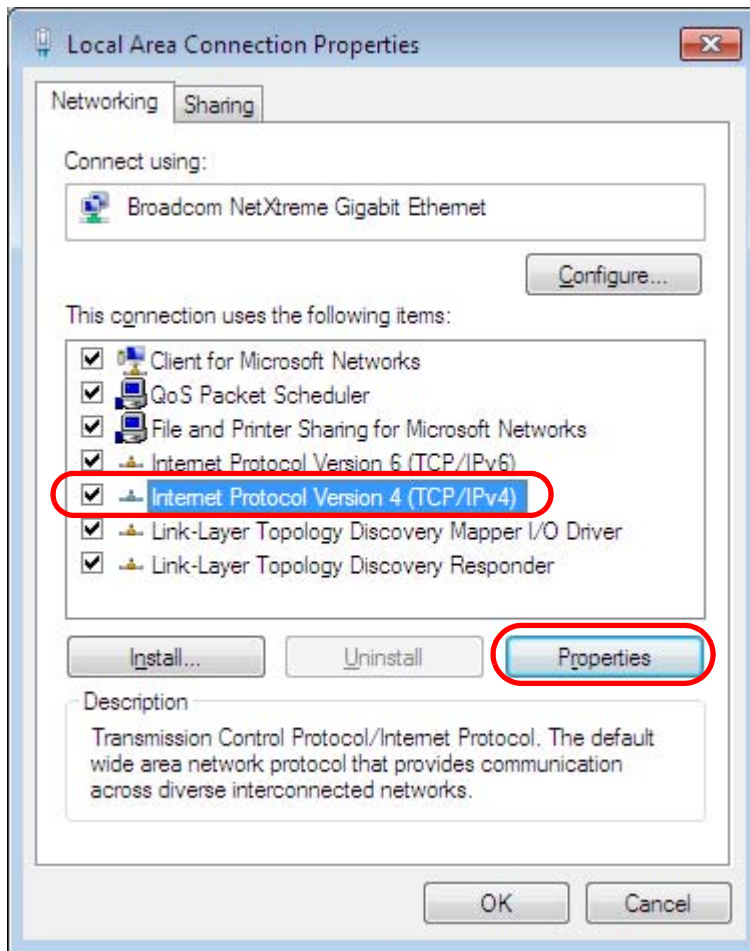 Local Area Connection Properties
Networking
Sharing
Connect using:
Broadcom NetXtreme Gigabit Ethernet
Configure...
This connection uses the following items:
Client for Microsoft Networks
QoS Packet Scheduler
File and Printer Sharing for Microsoft Networks
Internet Protocol Version 6 (TCP/IPv6)
Internet Protocol Version 4 (TCP/IPv4)
Link-Layer Topology Discovery Mapper I/O Driver
Link-Layer Topology Discovery Responder
Install...
Uninstall
Properties
Description
Transmission Control Protocol/Internet Protocol. The default
wide area network protocol that provides communication
across diverse interconnected networks.
OK
Cancel